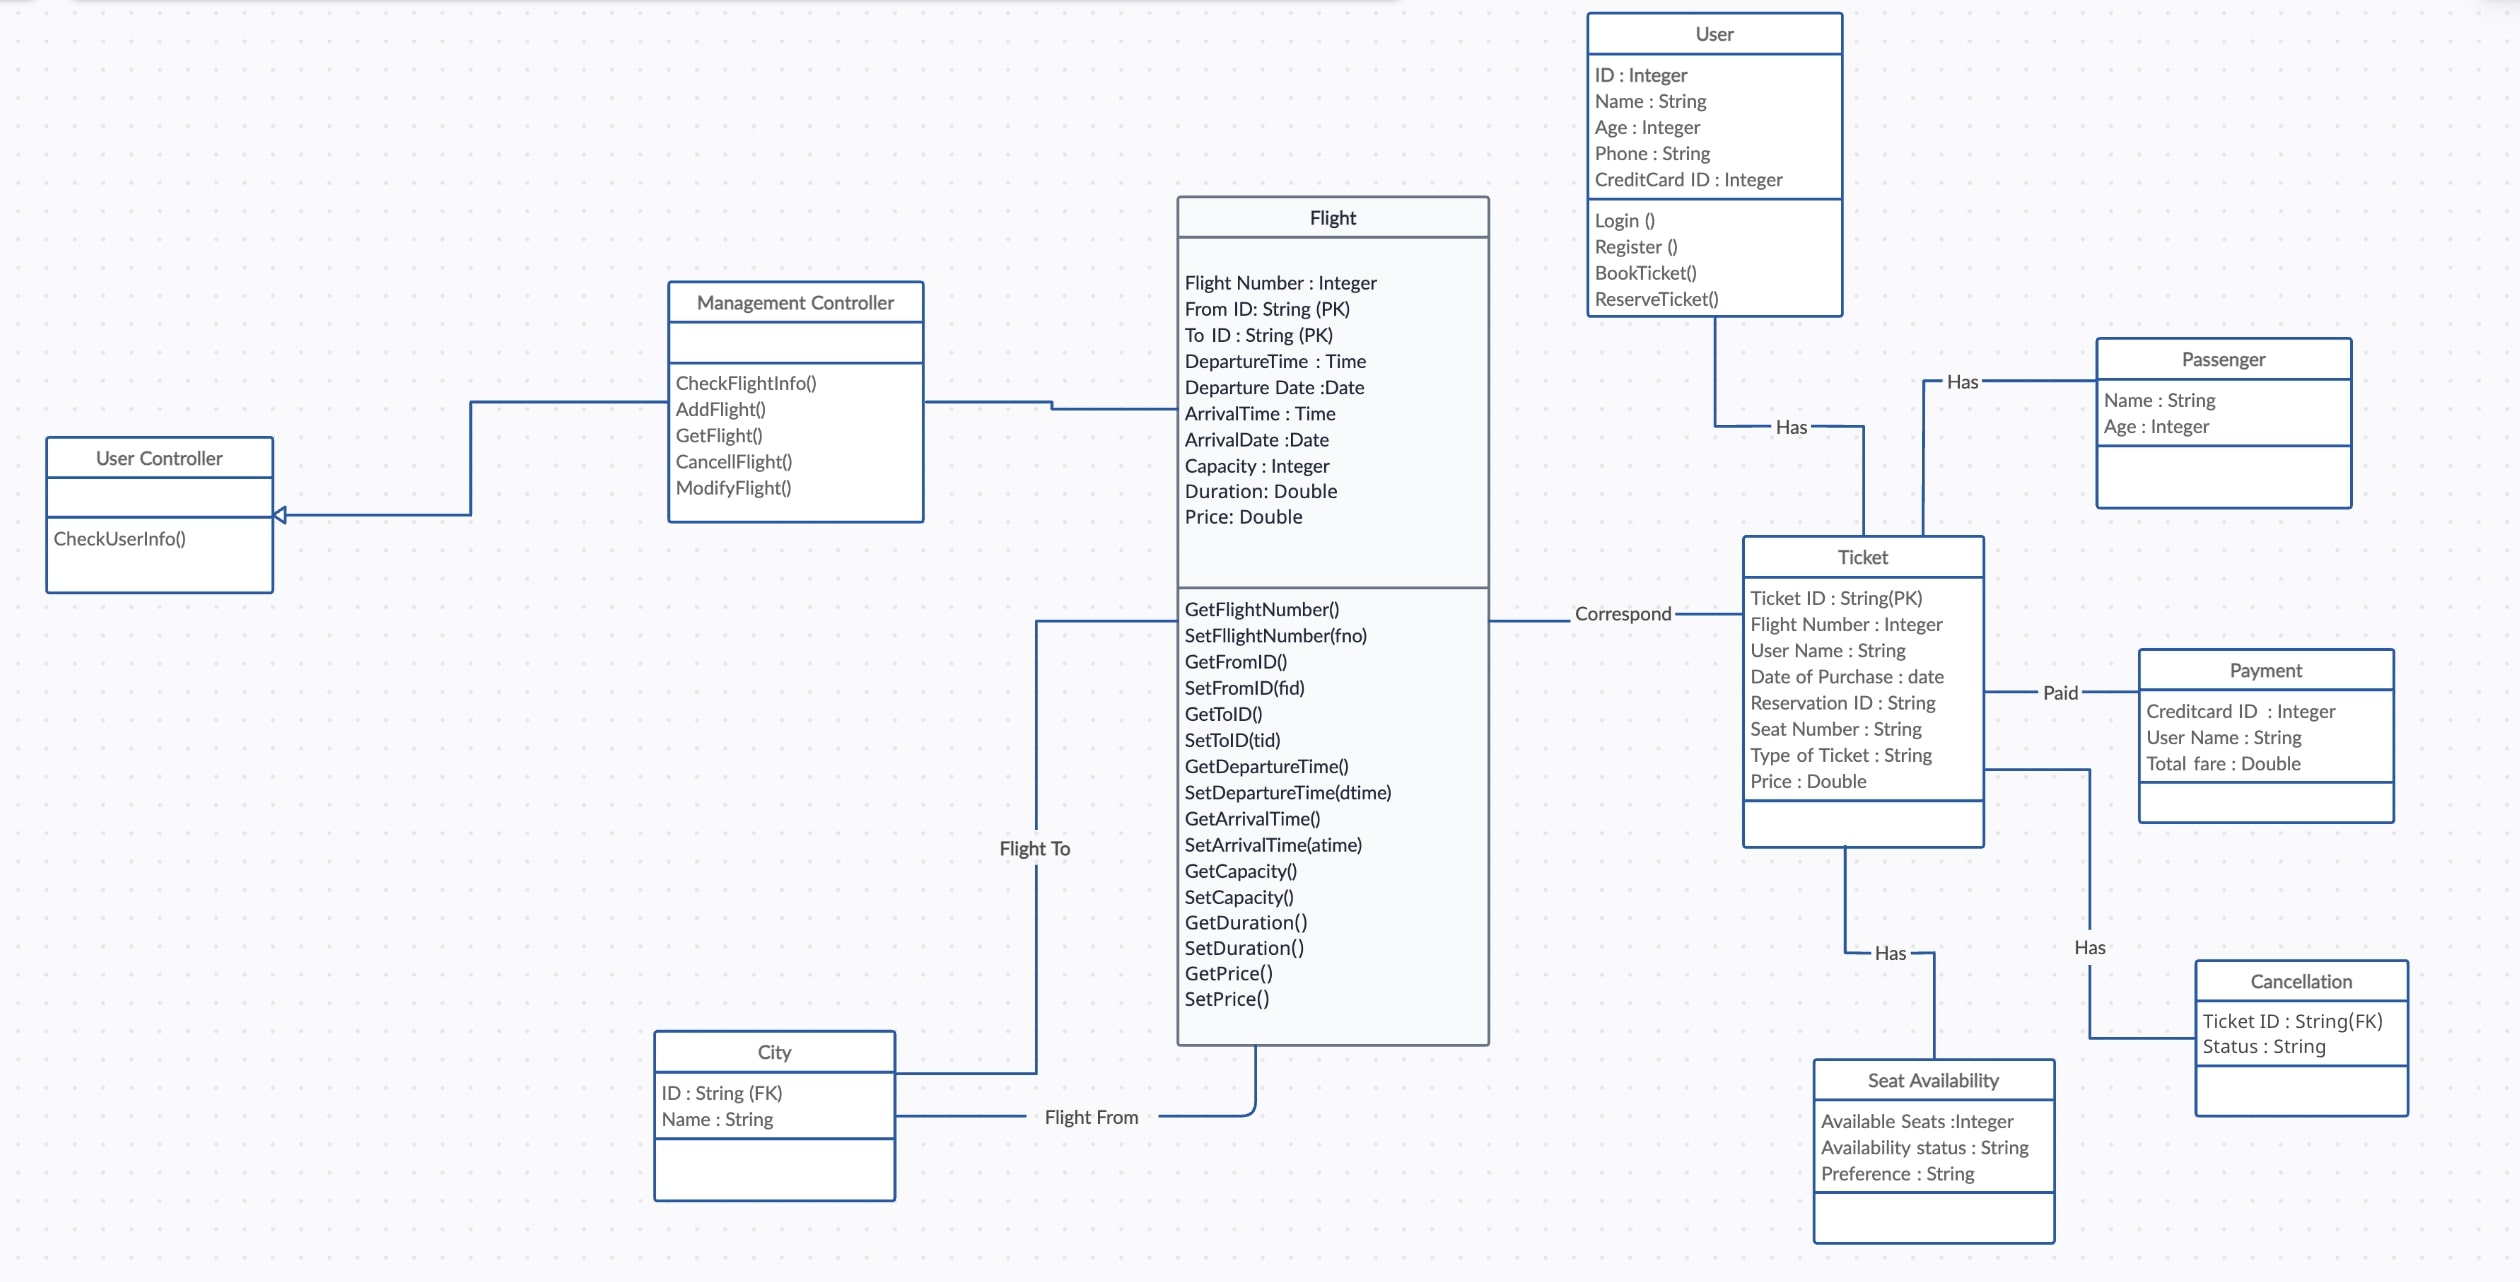 User
ID : Integer
Name : String
Age : Integer
Phone : String
CreditCard ID : Integer
Login ()
Register ()
BookTicket()
ReserveTicket()
Flight
Flight Number : Integer
From ID: String (PK)
To ID : String (PK)
DepartureTime : Time
Departure Date :Date
ArrivalTime : Time
ArrivalDate :Date
Capacity : Integer
Duration: Double
Price: Double
GetFlightNumber()
SetFllightNumber(fno)
GetFromID()
SetFromID(fid)
GetToID()
SetToID(tid)
GetDepartureTime()
SetDepartureTime(dtime)
GetArrivalTime()
SetArrivalTime(atime)
GetCapacity()
SetCapacity()
GetDuration()
SetDuration()
GetPrice()
SetPrice()
Management Controller
CheckFlightInfo()
AddFlight()
GetFlight()
CancellFlight()
ModifyFlight()
User Controller
CheckUserInfo()
Has
Has
Passenger
Name : String
Age : Integer
Correspond
Ticket
Ticket ID : String(PK)
Flight Number : Integer
User Name : String
Date of Purchase : date
Reservation ID : String
Seat Number : String
Type of Ticket : String
Price : Double
Paid
Payment
Creditcard ID : Integer
User Name : String
Total fare : Double
Flight To
Has
Has
Cancellation
Ticket ID : String(FK)
Status : String
City
ID : String (FK)
Name : String
Flight From
Seat Availability
Available Seats :Integer
Availability status : String
Preference : String